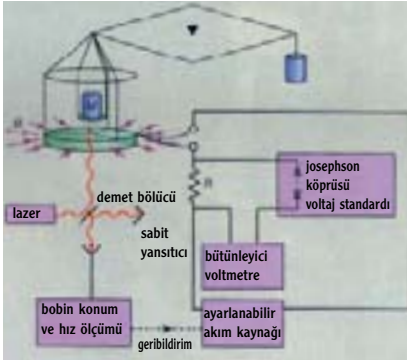 josephson
köprüsü
voltaj standardı
R
demet bölücü
lazer
sabit
yansıtıcı
bütünleyici
voltmetre
bobin konum
ve hız ölçümü
geribildirim
ayarlanabilir
akım kaynağı